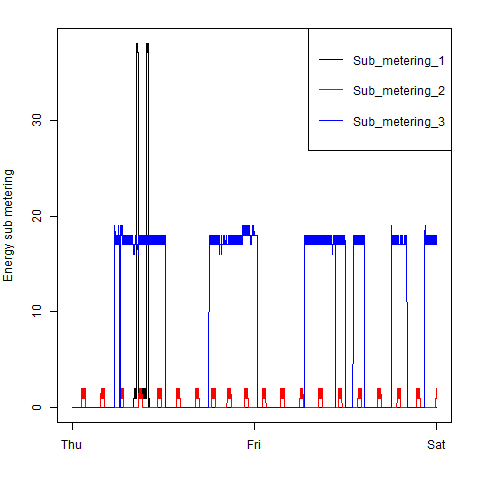 Sub_metering_1
Sub_metering_2
Sub_metering_3
Energy sub metering
30
20
10
0
Thu Fri Sat